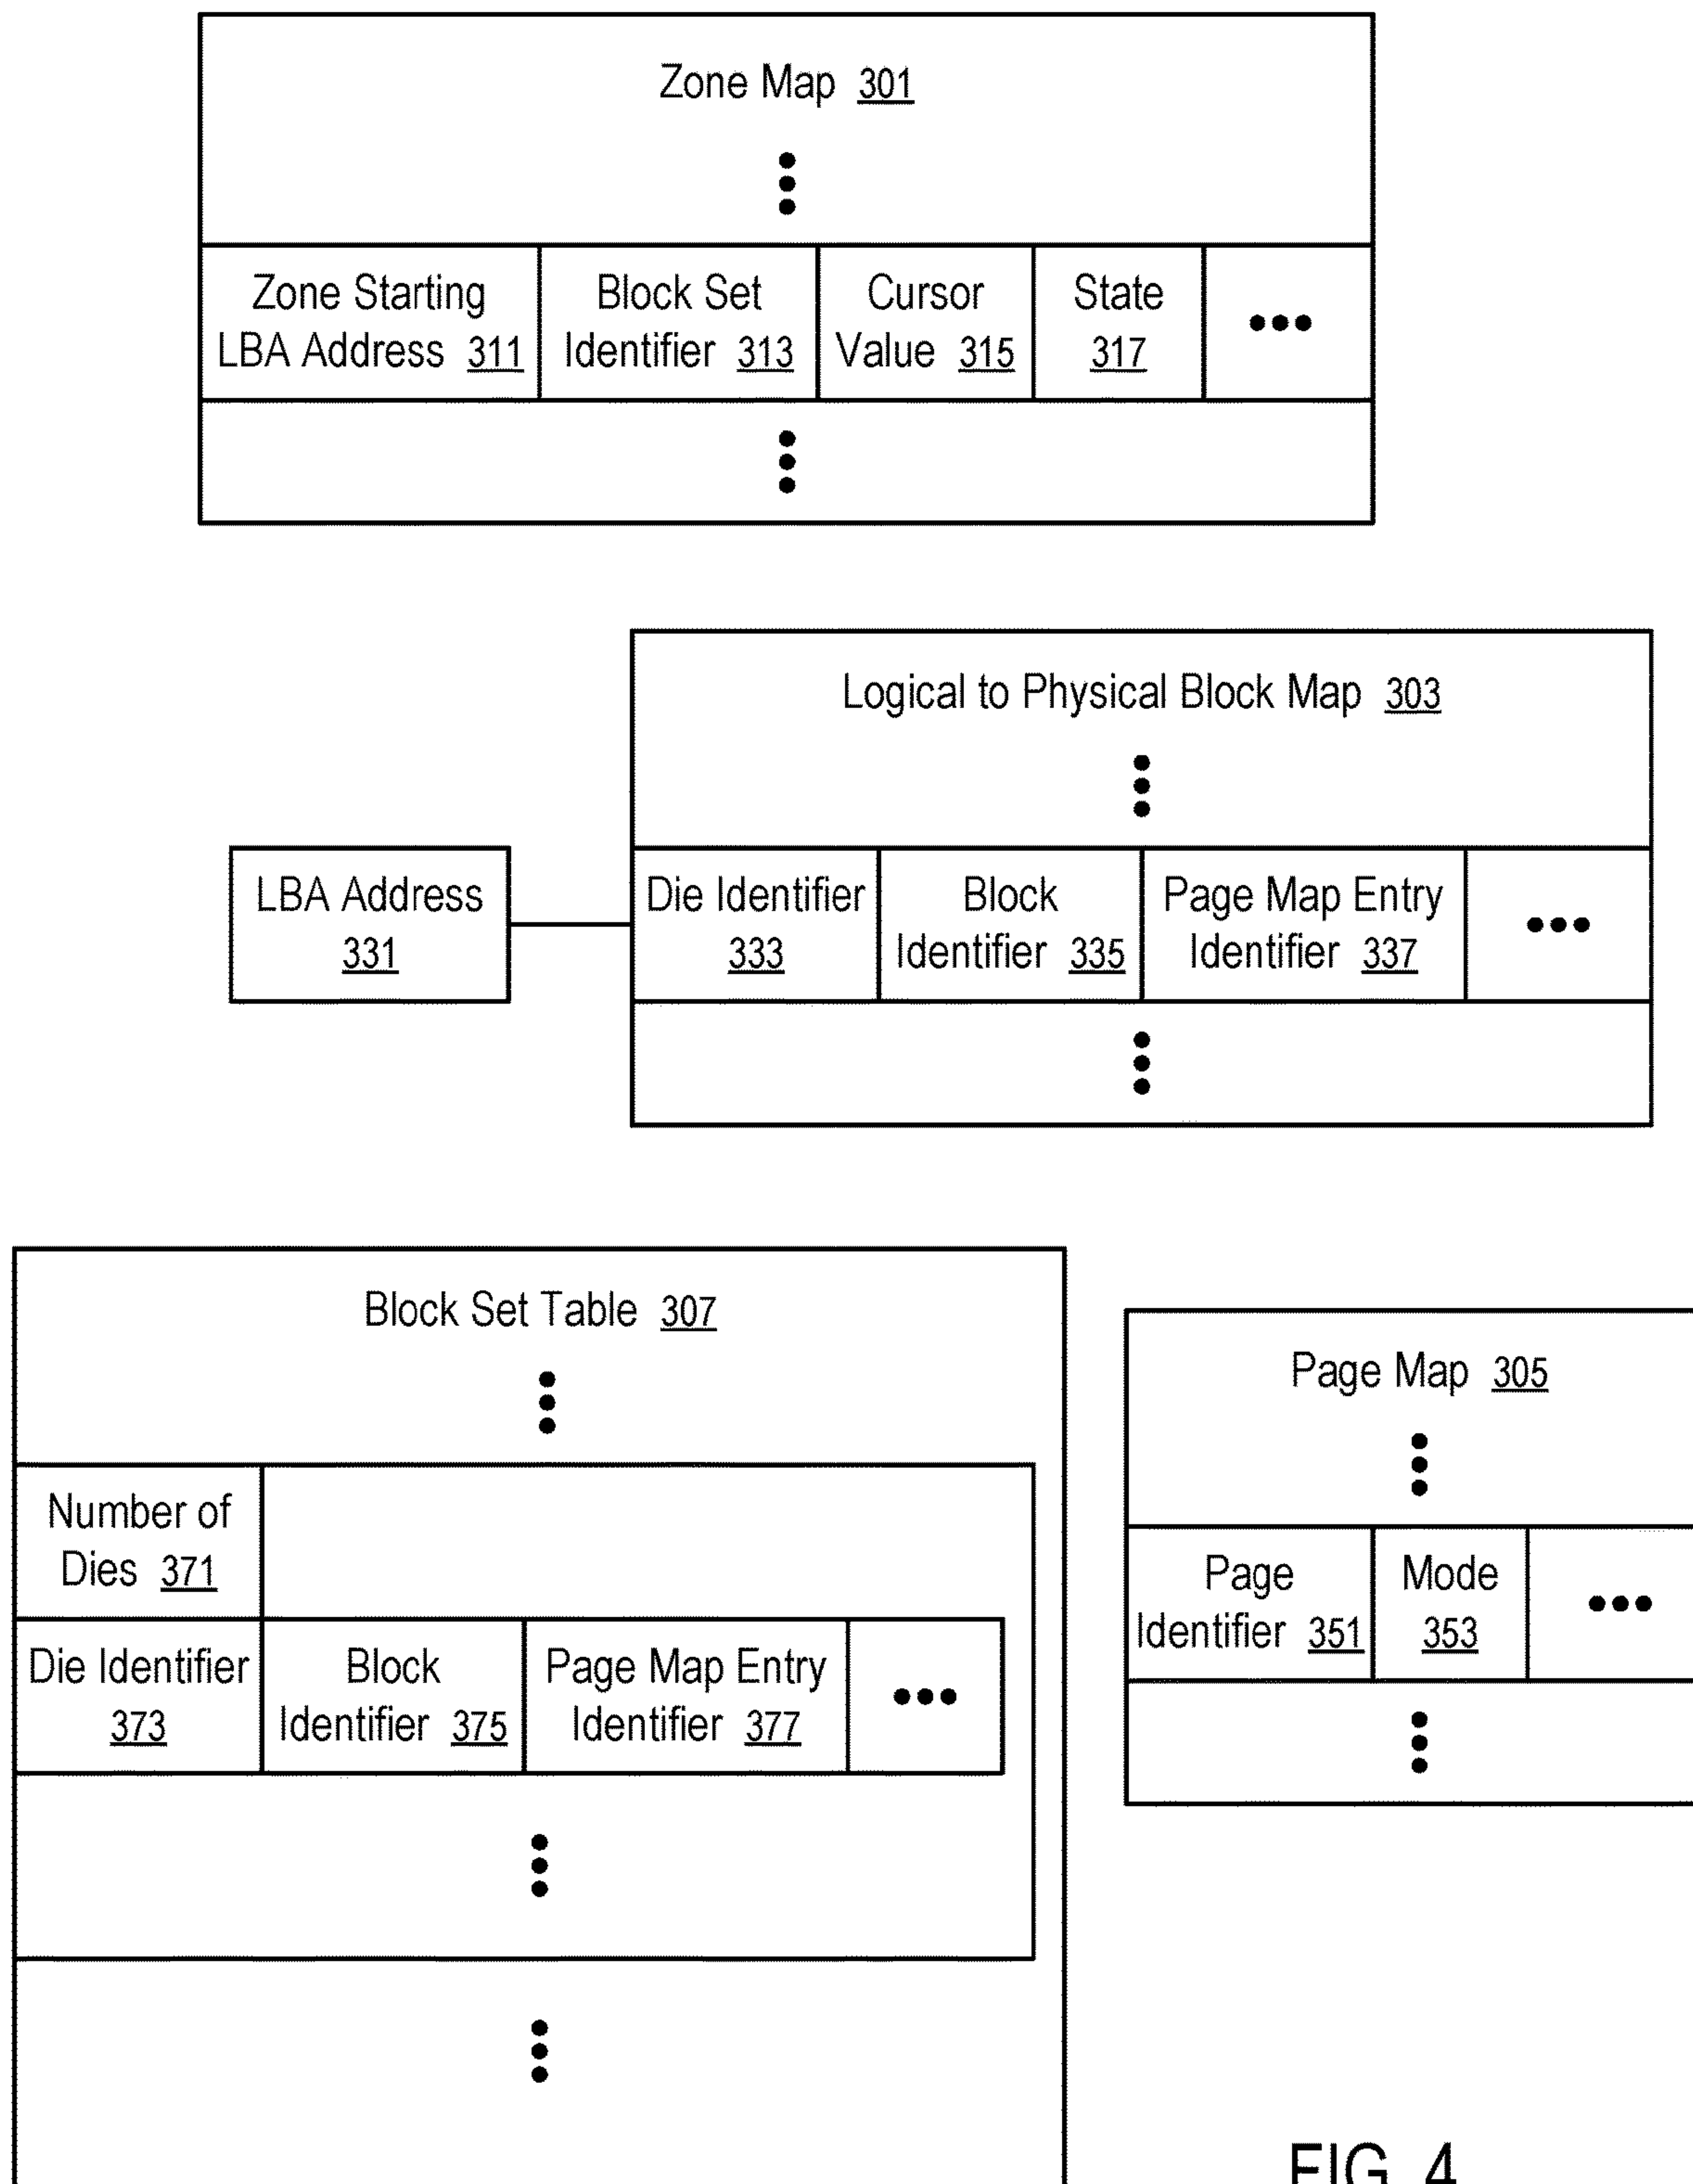 Zone Map 301
Zone Starting
LBA Address 311
Block Set
Identifier 313
Cursor
Value 315
State
317
Logical to Physical Block Map 303
LBA Address
331
Die Identifier
333
Block
Identifier 335
Page Map Entry
Identifier 337
Block Set Table 307
Number of
Dies 371
Die Identifier
373
Block
Identifier 375
Page Map Entry
Identifier 377
Page Map 305
Page
Identifier 351
Mode
353
FIG. 4